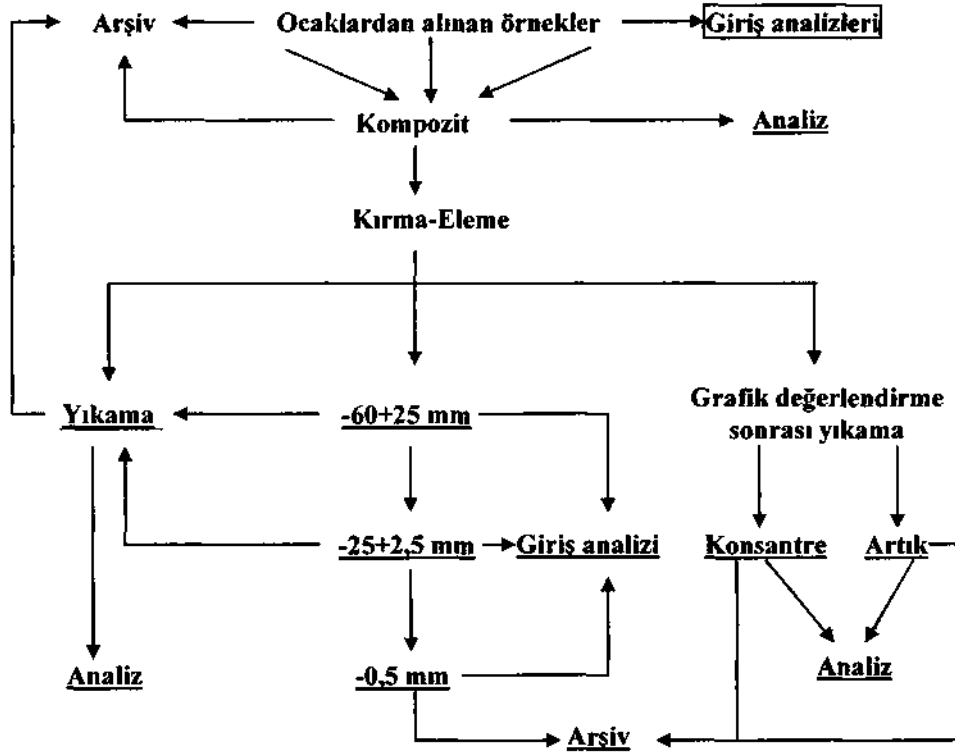 Arşiv
Ocaklardan alınan örnekler
Giriş analizleri
Kompozit
Analiz
Kırma-Eleme
Yıkama
-60+25 mm
Grafik değerlendirme
sonrası yıkama
-25+2,5 mm
Giriş analizi
Konsantre
Artık
Analiz
-0,5 mm
Analiz
Arşiv